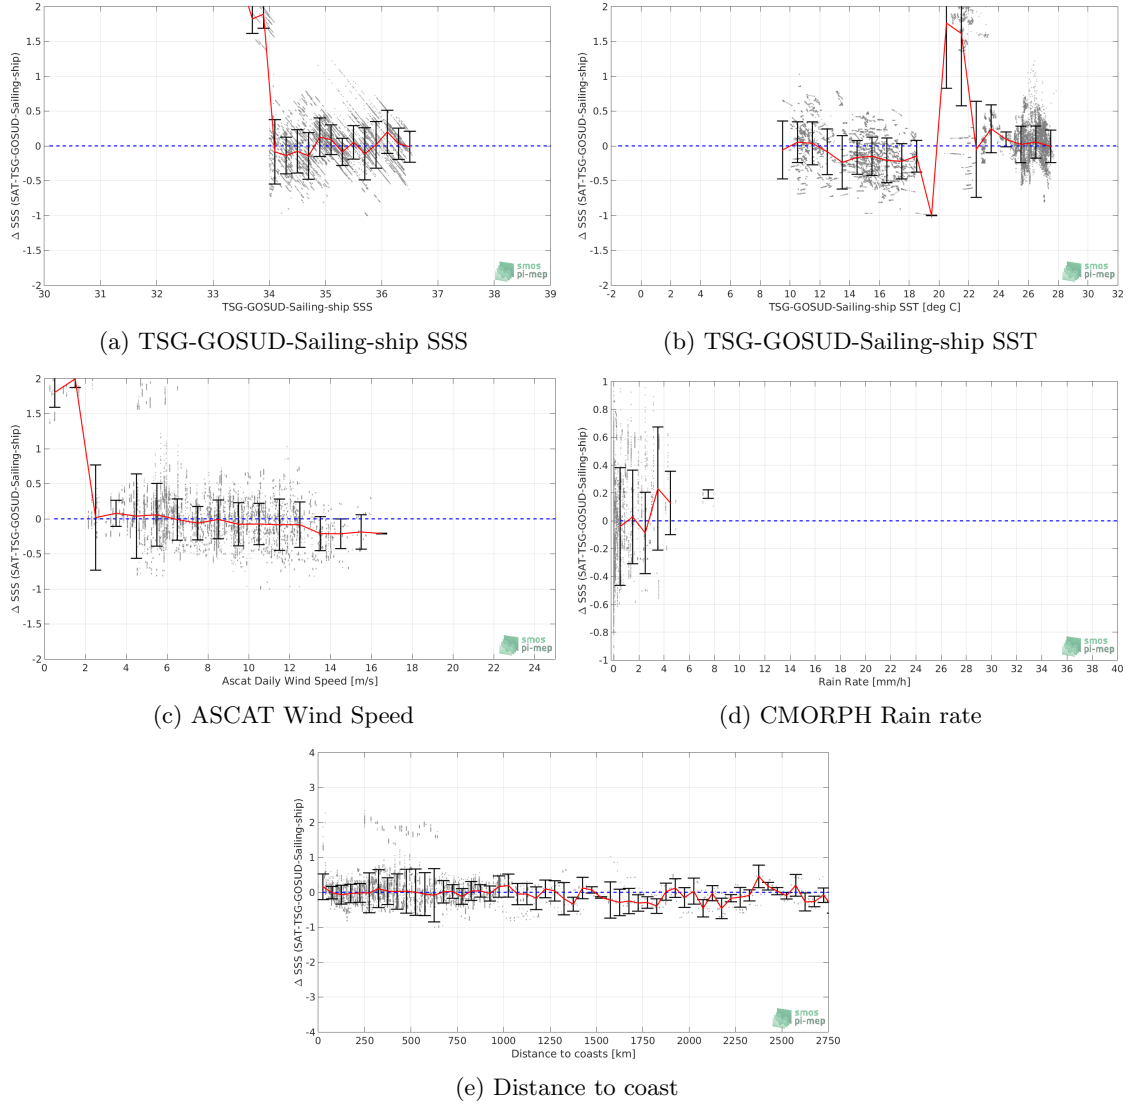 2
1.5
1
0.5
0
-0.5
-1
-1.5
-2
Δ SSS (SAT-TSG-GOSUD-Sailing-ship)
30 31 32 33 34 35 36 37 38 39
TSG-GOSUD-Sailing-ship SSS
smos
pi-mep
(a) TSG-GOSUD-Sailing-ship SSS
2
1.5
1
0.5
0
-0.5
-1
-1.5
-2
Δ SSS (SAT-TSG-GOSUD-Sailing-ship)
-2 0 2 4 6 8 10 12 14 16 18 20 22 24 26 28 30 32
TSG-GOSUD-Sailing-ship SST [deg C]
smos
pi-mep
(b) TSG-GOSUD-Sailing-ship SST
2
1.5
1
0.5
0
-0.5
-1
-1.5
-2
Δ SSS (SAT-TSG-GOSUD-Sailing-ship)
0 2 4 6 8 10 12 14 16 18 20 22 24
Ascat Daily Wind Speed [m/s]
smos
pi-mep
(c) ASCAT Wind Speed
1
0.8
0.6
0.4
0.2
0
-0.2
-0.4
-0.6
-0.8
-1
Δ SSS (SAT-TSG-GOSUD-Sailing-ship)
0 2 4 6 8 10 12 14 16 18 20 22 24 26 28 30 32 34 36 38 40
Rain Rate [mm/h]
smos
pi-mep
(d) CMORPH Rain rate
4
3
2
1
0
-1
-2
-3
-4
Δ SSS (SAT-TSG-GOSUD-Sailing-ship)
0 250 500 750 1000 1250 1500 1750 2000 2250 2500 2750
Distance to coasts [km]
smos
pi-mep
(e) Distance to coast